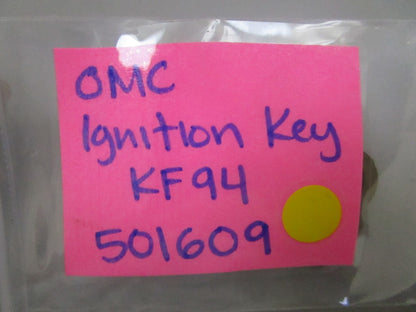 OMC
Ignition Key
KF94
501609